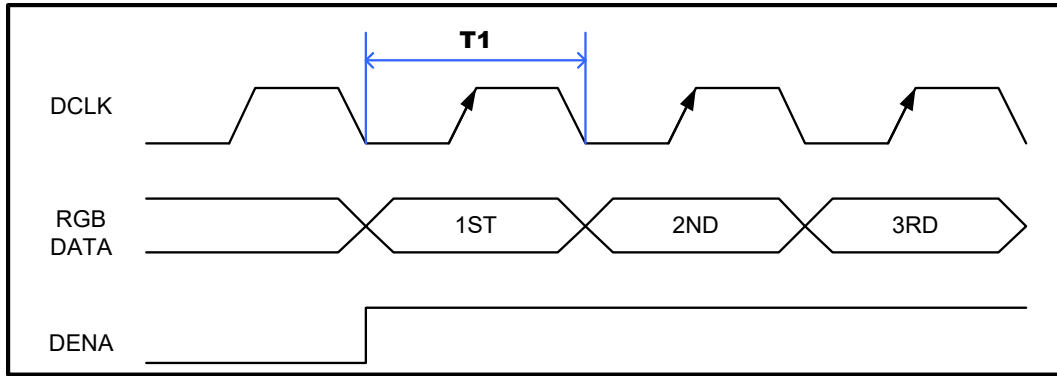 T1
DCLK
RGB
DATA
1ST
2ND
3RD
DENA